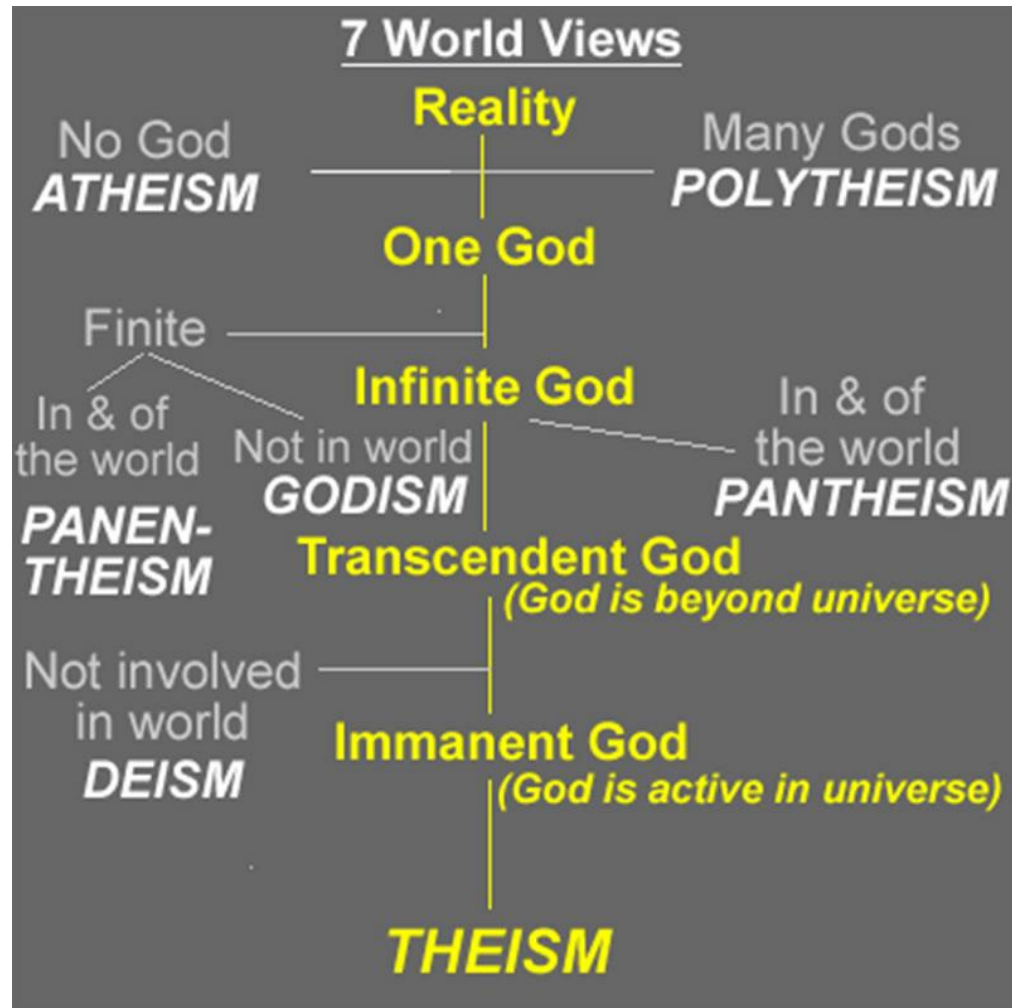 7 World Views
Reality
No God
ATHEISM
Many Gods
POLYTHEISM
One God
Finite
Infinite God
In & of
the world
PANEN-
THEISM
Not in world
GODISM
In & of
the world
PANTHEISM
Transcendent God
(God is beyond universe)
Not involved
in world
DEISM
Immanent God
(God is active in universe)
THEISM